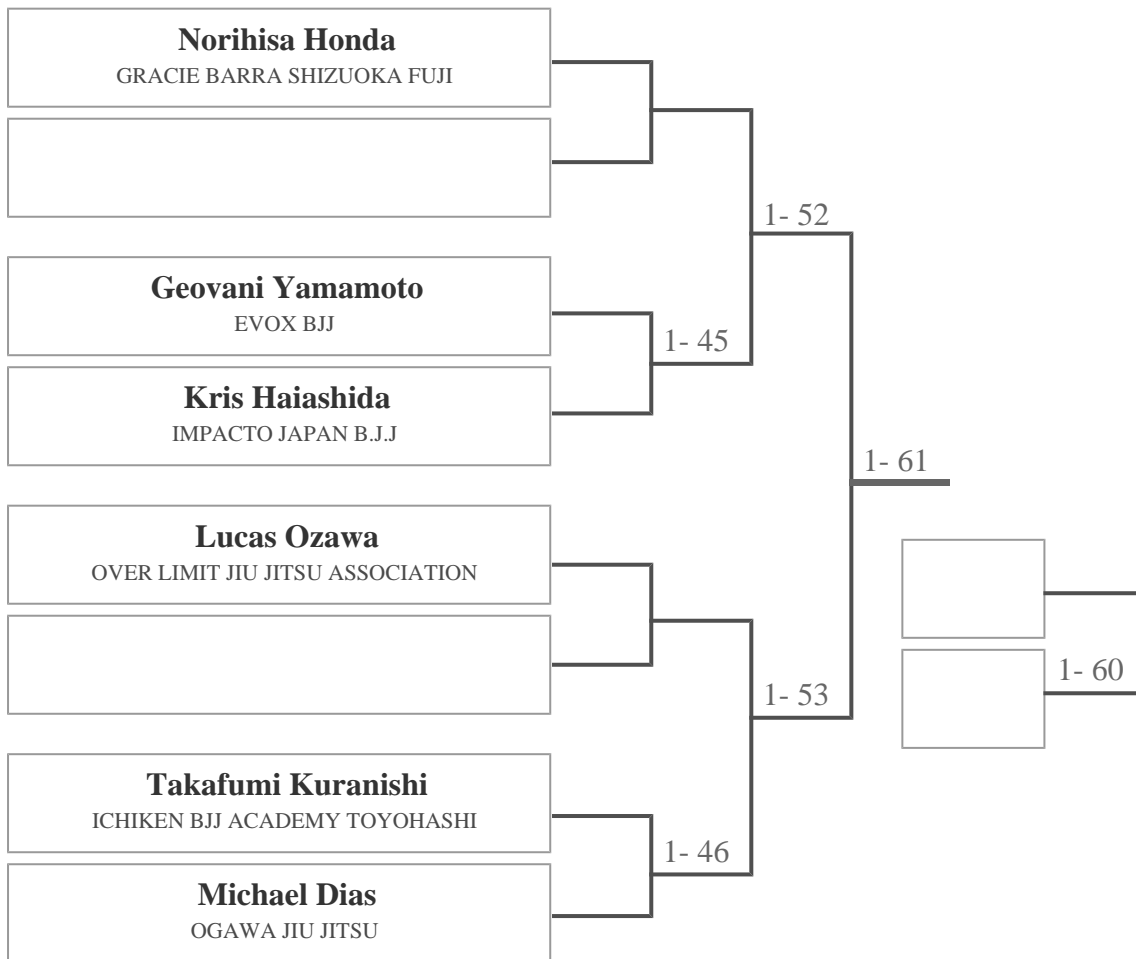 Norihisa Honda
GRACIE BARRA SHIZUOKA FUJI
1- 52
Geovani Yamamoto
EVOX BJJ
1- 45
Kris Haiashida
IMPACTO JAPAN B.J.J
1- 61
Lucas Ozawa
OVER LIMIT JIU JITSU ASSOCIATION
1- 60
1- 53
Takafumi Kuranishi
ICHIKEN BJJ ACADEMY TOYOHASHI
1- 46
Michael Dias
OGAWA JIU JITSU